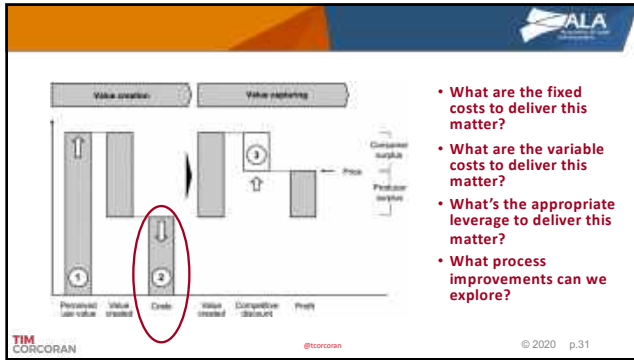 ALA
Value creation
Value capturing
• What are the fixed
costs to deliver this
matter?
• What are the variable
costs to deliver this
matter?
• What's the appropriate
leverage to deliver this
matter?
• What process
improvements can we
explore?
Consumer
surplus
Price
Producer
surplus
3
1
2
Perceived
use value
Value
created
Costs
Value
created
Competitive
discount
Profit
TIM
CORCORAN
@tcorcoran
© 2020 p.31